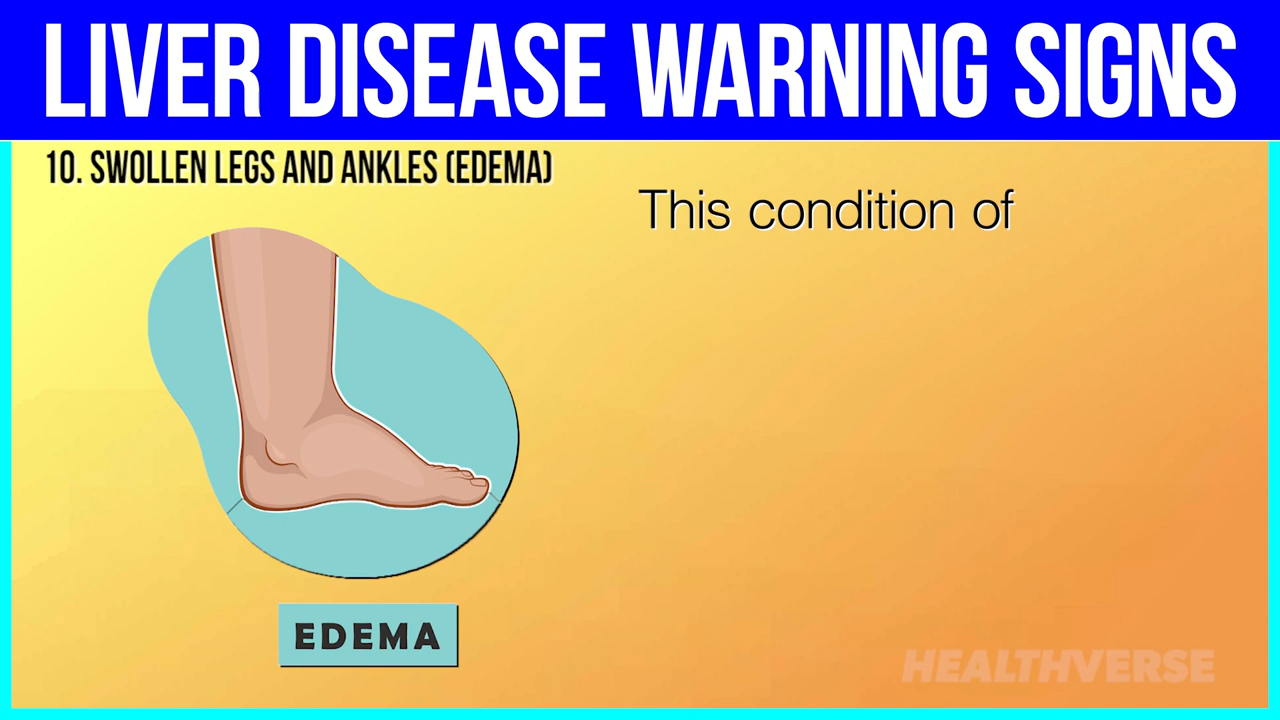 LIVER DISEASE WARNING SIGNS
10. SWOLLEN LEGS AND ANKLES (EDEMA)
This condition of
EDEMA
HEALTHVERSE